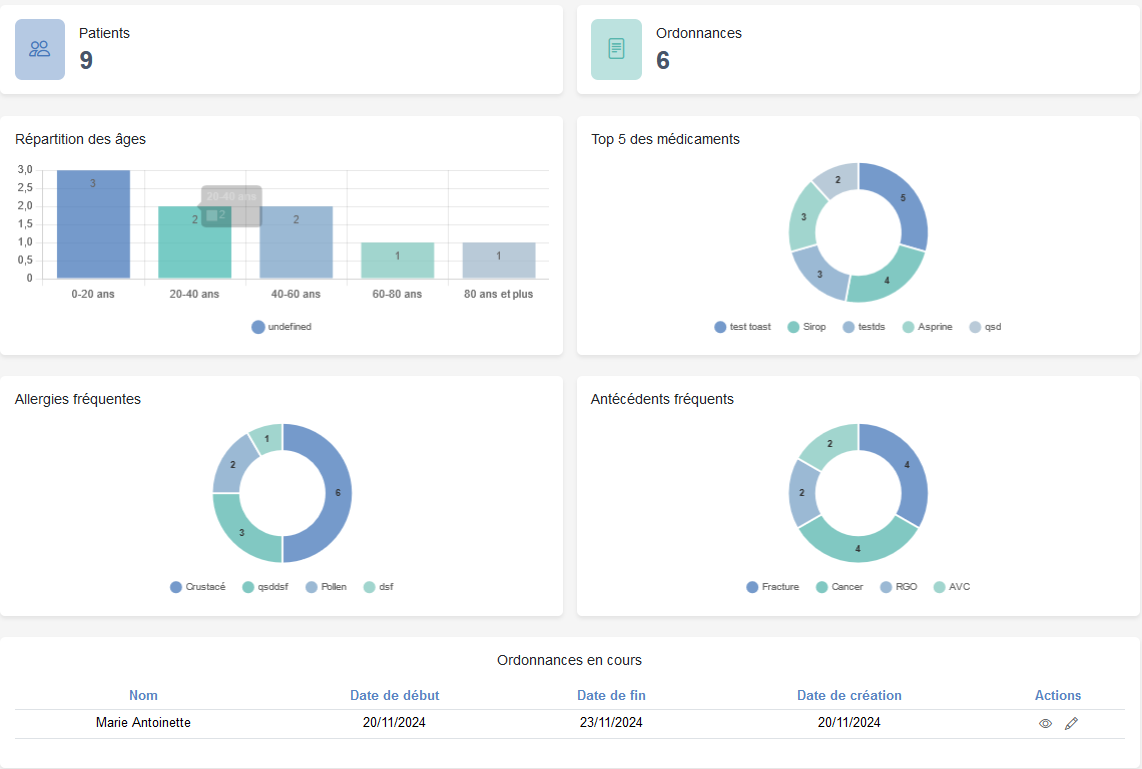 Patients
9
Ordonnances
6
Répartition des âges
3,0
2,5
2,0
1,5
1,0
0,5
0
3
2
20-40 ans
2
2
1
1
0-20 ans 20-40 ans 40-60 ans 60-80 ans 80 ans et plus
undefined
Top 5 des médicaments
2
5
3
3
4
test toast Sirop testds Asprine qsd
Allergies fréquentes
1
2
6
3
Crustacé qsddsf Pollen dsf
Antécédents fréquents
2
4
2
4
Fracture Cancer RGO AVC
Ordonnances en cours
Nom Date de début Date de fin Date de création Actions
Marie Antoinette 20/11/2024 23/11/2024 20/11/2024